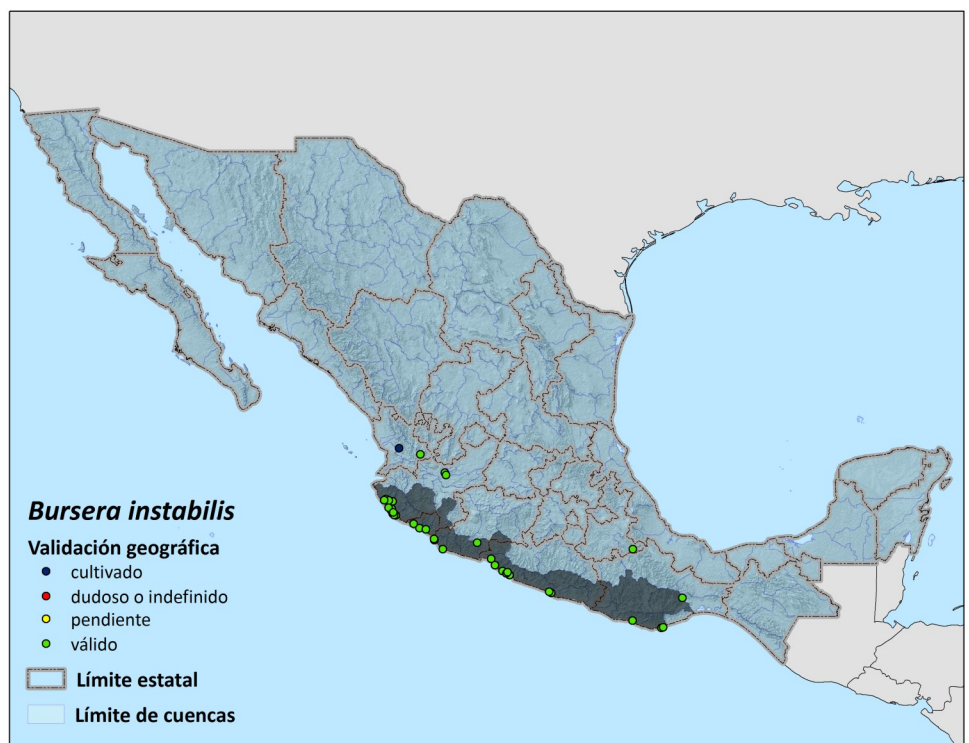 Bursera instabilis
Validación geográfica
cultivado
dudoso o indefinido
pendiente
válido
Límite estatal
Límite de cuencas